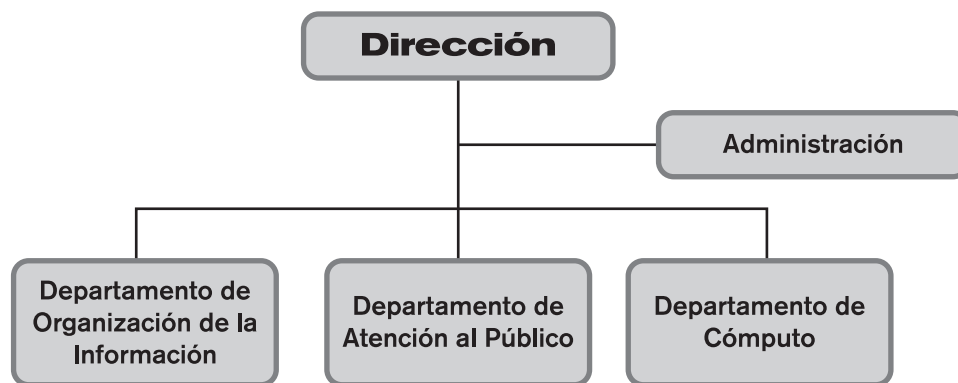 Dirección
Administración
Departamento de
Organización de la
Información
Departamento de
Atención al Público
Departamento de
Cómputo